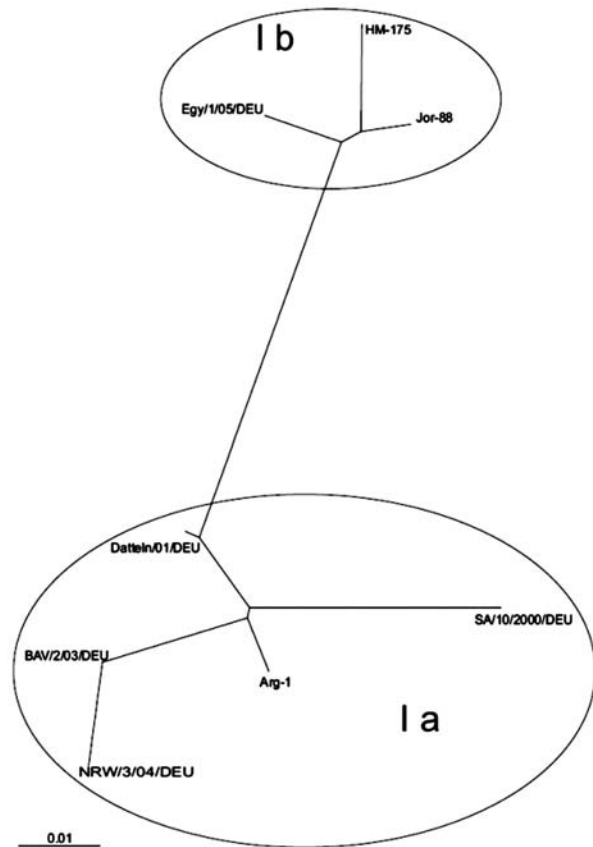 I b
HM-175
Egy/1/05/DEU
Jor-88
Datteln/01/DEU
SA/10/2000/DEU
BAV/2/03/DEU
Arg-1
I a
NRW/3/04/DEU
0.01